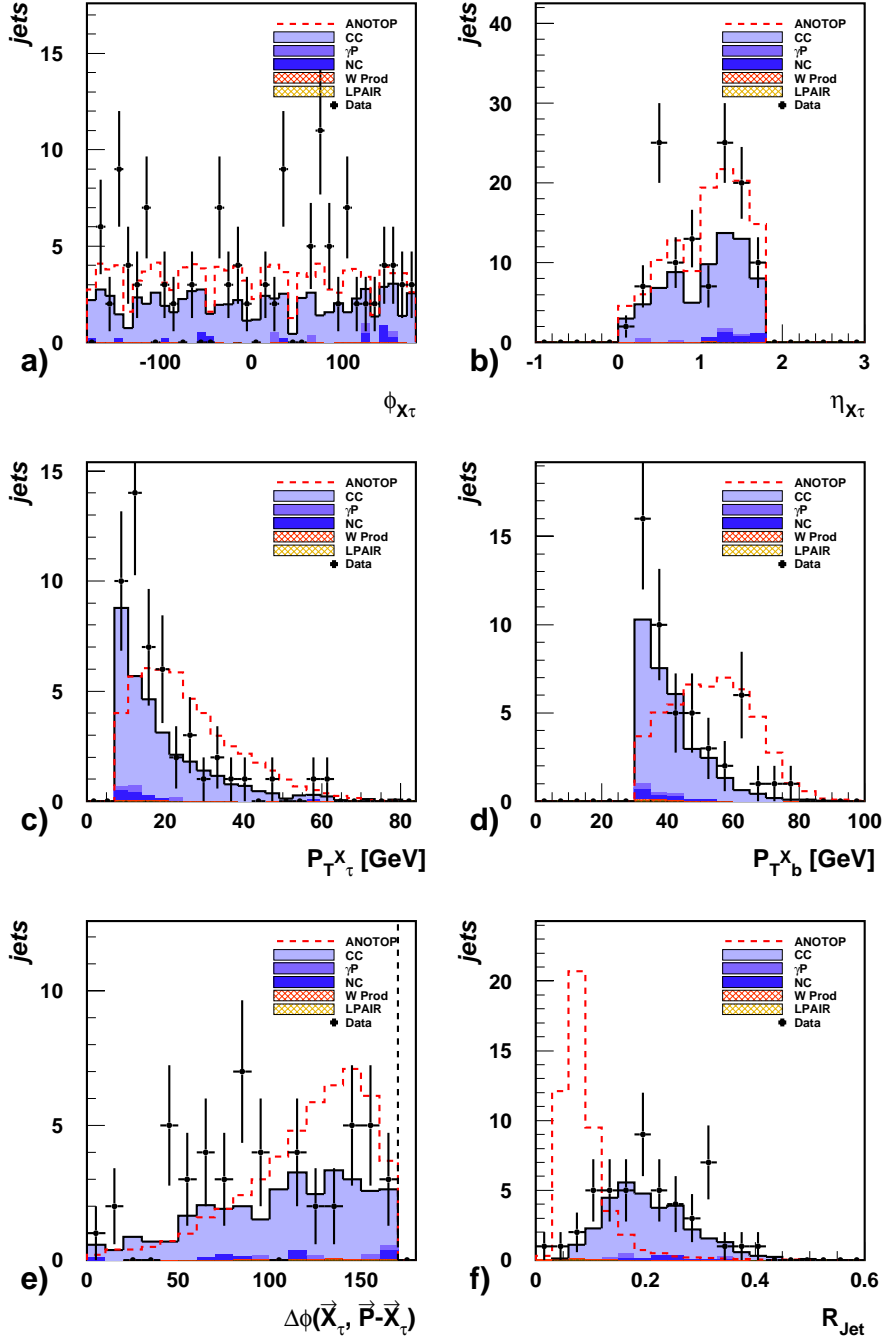 jets
15
10
5
0
-100
0
100
ANOTOP
CC
γP
NC
W Prod
LPAIR
Data
a)
ϕXτ
jets
40
30
20
10
0
-1
0
1
2
3
ANOTOP
CC
γP
NC
W Prod
LPAIR
Data
b)
ηXτ
jets
15
10
5
0
0
20
40
60
80
ANOTOP
CC
γP
NC
W Prod
LPAIR
Data
c)
P_T^X_τ [GeV]
jets
15
10
5
0
0
20
40
60
80
100
ANOTOP
CC
γP
NC
W Prod
LPAIR
Data
d)
P_T^X_b [GeV]
jets
10
5
0
0
50
100
150
ANOTOP
CC
γP
NC
W Prod
LPAIR
Data
e)
Δϕ(X⃗τ, P⃗-X⃗τ)
jets
20
15
10
5
0
0
0.2
0.4
0.6
ANOTOP
CC
γP
NC
W Prod
LPAIR
Data
f)
R_Jet